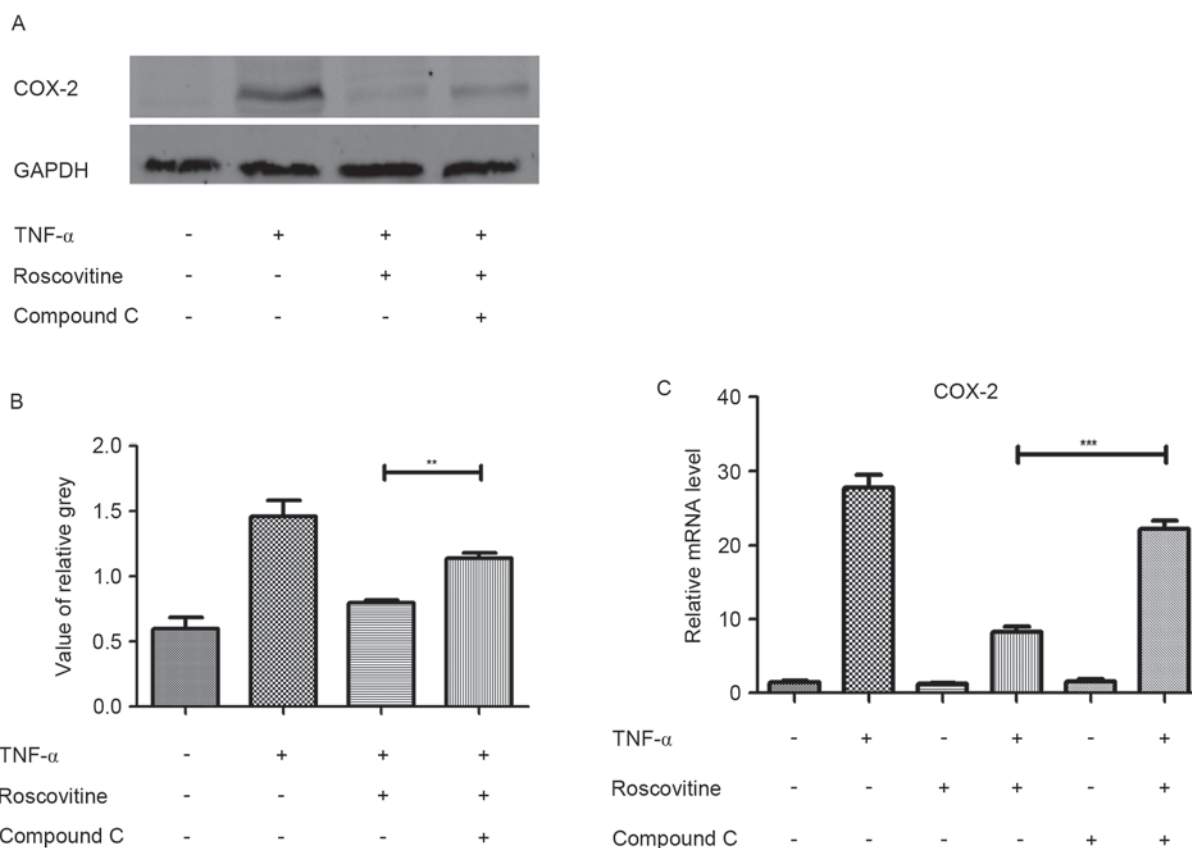 A
COX-2
GAPDH
TNF-α - + + +
Roscovitine - - + +
Compound C - - - +
B
2.0
1.5
1.0
0.5
0.0
Value of relative grey
**
TNF-α - + + +
Roscovitine - - + +
Compound C - - - +
C
COX-2
40
30
20
10
0
Relative mRNA level
***
TNF-α - + - + - +
Roscovitine - - + + - +
Compound C - - - - + +